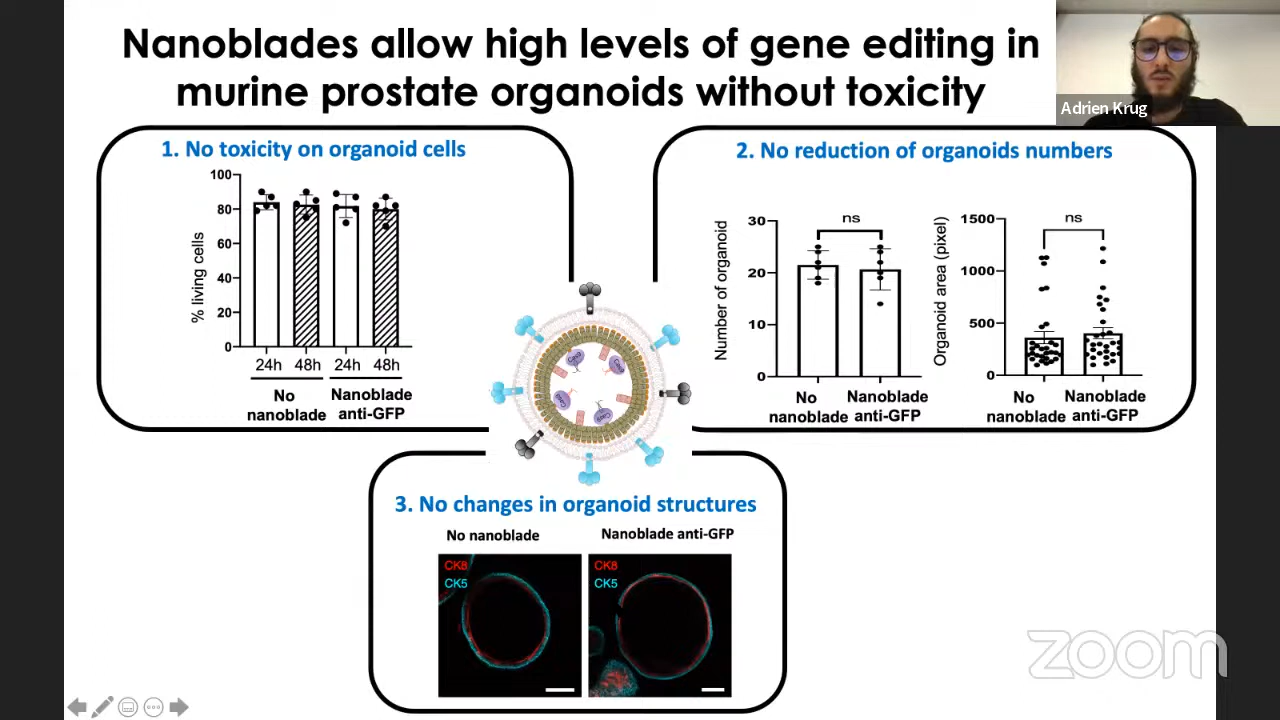 Nanoblades allow high levels of gene editing in
murine prostate organoids without toxicity
Adrien Krug
1. No toxicity on organoid cells
% living cells
100
80
60
40
20
0
24h 48h 24h 48h
No
nanoblade
Nanoblade
anti-GFP
2. No reduction of organoids numbers
Number of organoid
30
20
10
0
ns
No
nanoblade
Nanoblade
anti-GFP
Organoid area (pixel)
1500
1000
500
0
ns
No
nanoblade
Nanoblade
anti-GFP
Cas9
Cas9
Cas9
Cas9
3. No changes in organoid structures
No nanoblade
Nanoblade anti-GFP
CK8
CK5
CK8
CK5
zoom